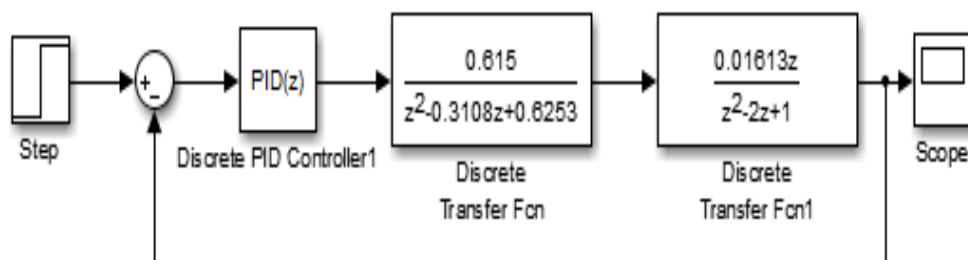 Step
+
−
PID(z)
Discrete PID Controller1
0.615
z²-0.3108z+0.6253
Discrete
Transfer Fcn
0.01613z
z²-2z+1
Discrete
Transfer Fcn1
Scope